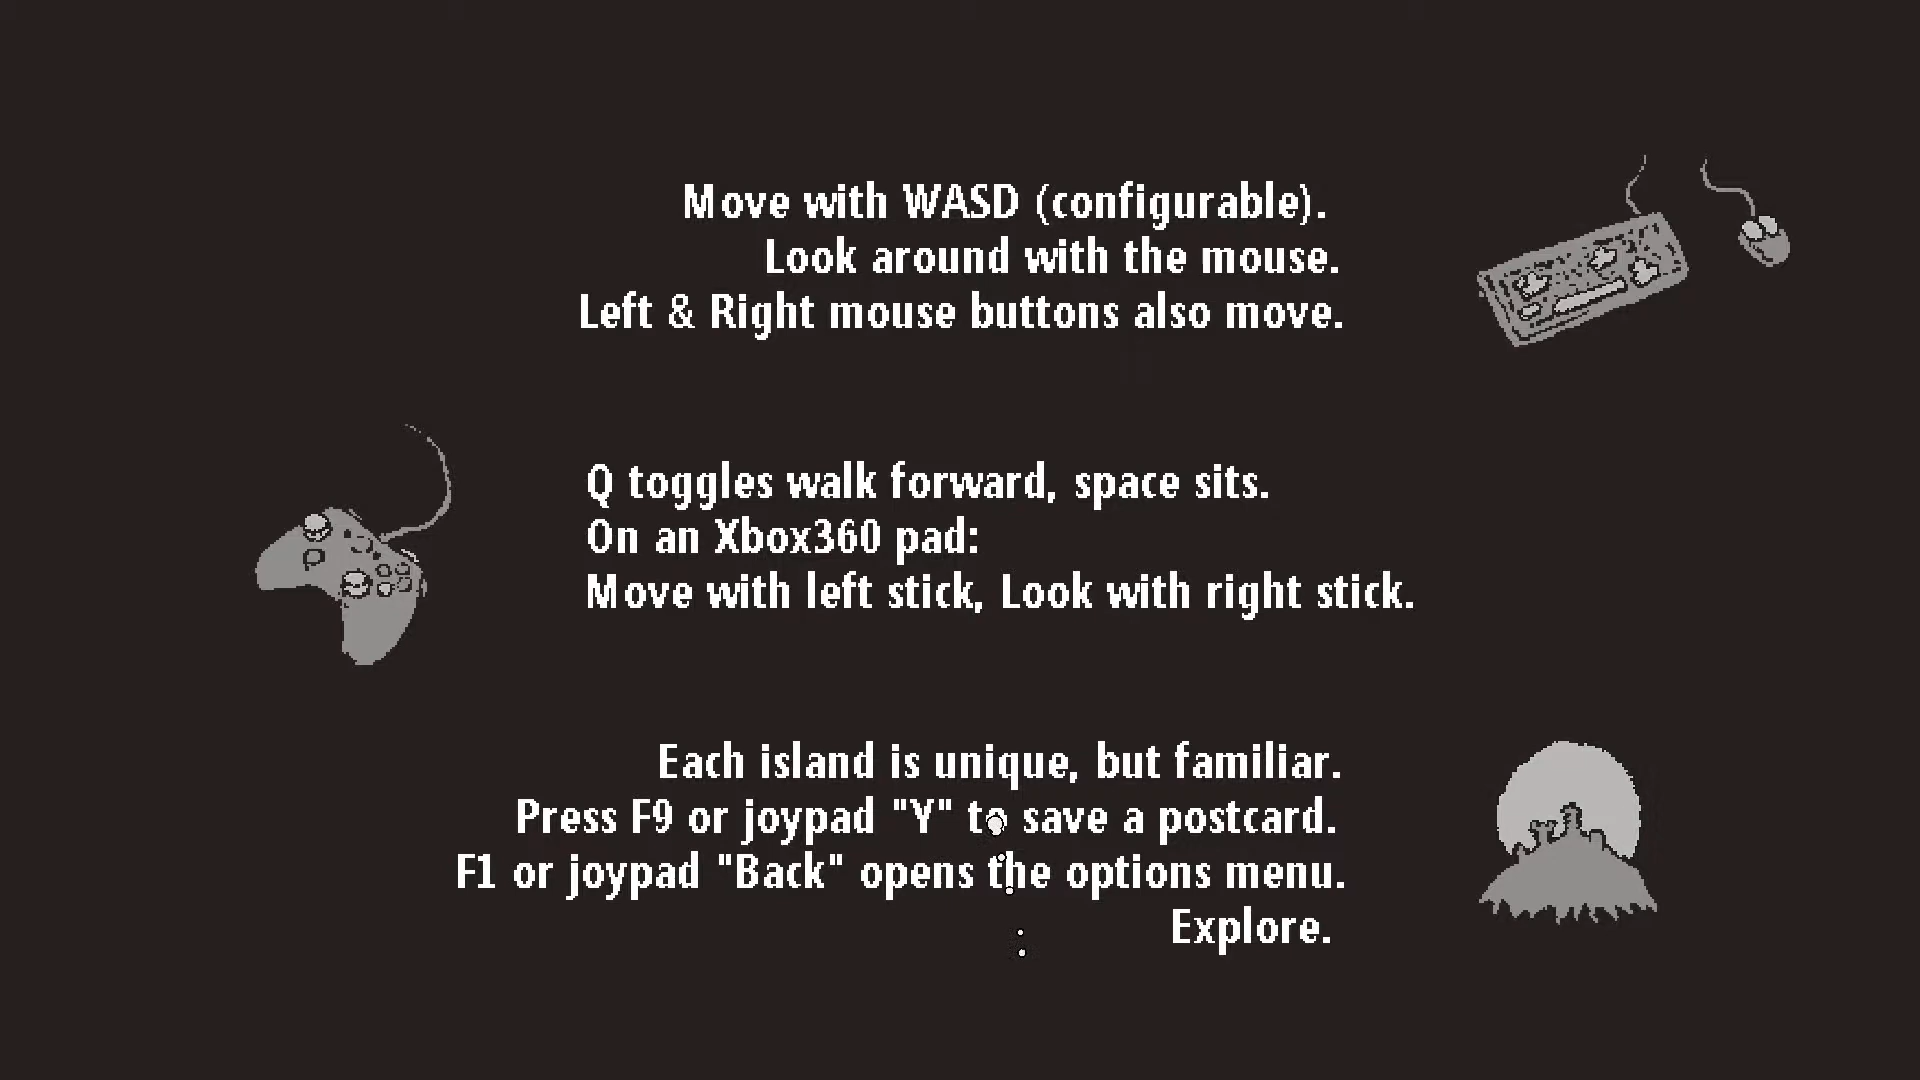 Move with WASD (configurable).
Look around with the mouse.
Left & Right mouse buttons also move.
Q toggles walk forward, space sits.
On an Xbox360 pad:
Move with left stick, Look with right stick.
Each island is unique, but familiar.
Press F9 or joypad "Y" to save a postcard.
F1 or joypad "Back" opens the options menu.
Explore.